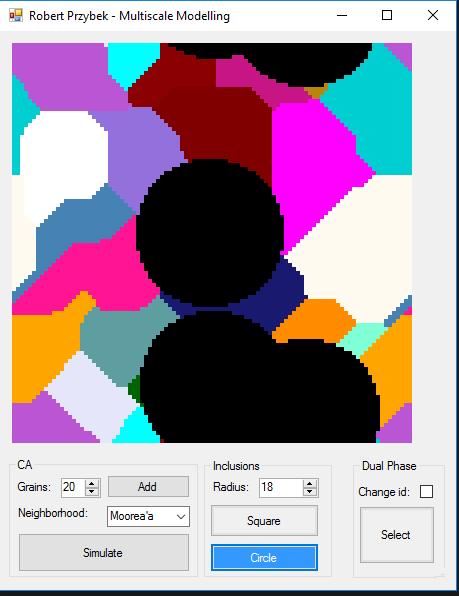 Robert Przybek - Multiscale Modelling
CA
Grains: 20 Add
Neighborhood: Moorea'a
Simulate
Inclusions
Radius: 18
Square
Circle
Dual Phase
Change id:
Select